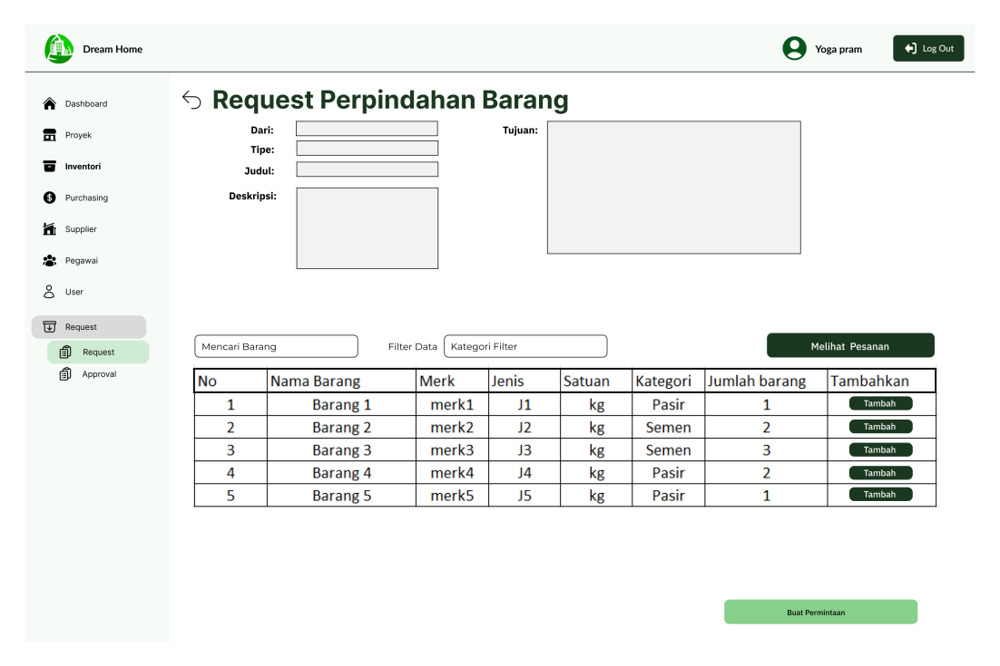 Dream Home
Yoga pram
Log Out
Dashboard
Proyek
Inventori
Purchasing
Supplier
Pegawai
User
Request
Request
Approval
Request Perpindahan Barang
Dari:
Tipe:
Judul:
Deskripsi:
Tujuan:
Mencari Barang
Filter Data
Kategori Filter
Melihat Pesanan
No Nama Barang Merk Jenis Satuan Kategori Jumlah barang Tambahkan
1 Barang 1 merk1 J1 kg Pasir 1 Tambah
2 Barang 2 merk2 J2 kg Semen 2 Tambah
3 Barang 3 merk3 J3 kg Semen 3 Tambah
4 Barang 4 merk4 J4 kg Pasir 2 Tambah
5 Barang 5 merk5 J5 kg Pasir 1 Tambah
Buat Permintaan